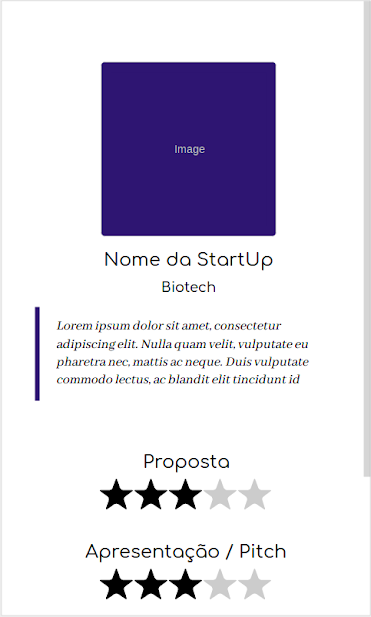 Image
Nome da StartUp
Biotech
Lorem ipsum dolor sit amet, consectetur
adipiscing elit. Nulla quam velit, vulputate eu
pharetra nec, mattis ac neque. Duis vulputate
commodo lectus, ac blandit elit tincidunt id
Proposta
Apresentação / Pitch